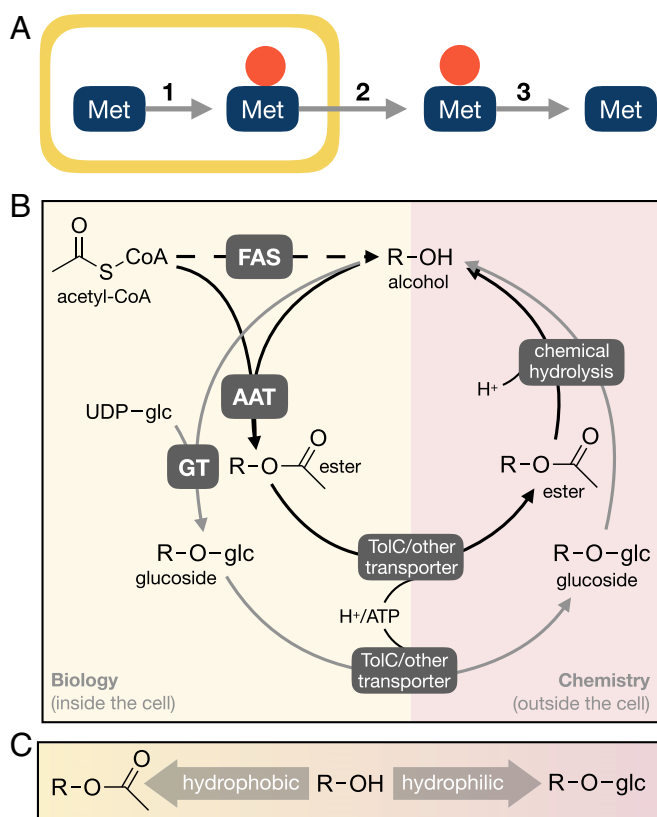 A
1 2 3
Met Met Met Met
B
O
S CoA
acetyl-CoA
FAS
R–OH
alcohol
chemical
hydrolysis
H+
AAT
UDP–glc
GT
O
R–O
ester
O
R–O
ester
R–O–glc
glucoside
TolC/other
transporter
R–O–glc
glucoside
H+/ATP
TolC/other
transporter
Biology
(inside the cell)
Chemistry
(outside the cell)
C
O
R–O
hydrophobic
R–OH
hydrophilic
R–O–glc